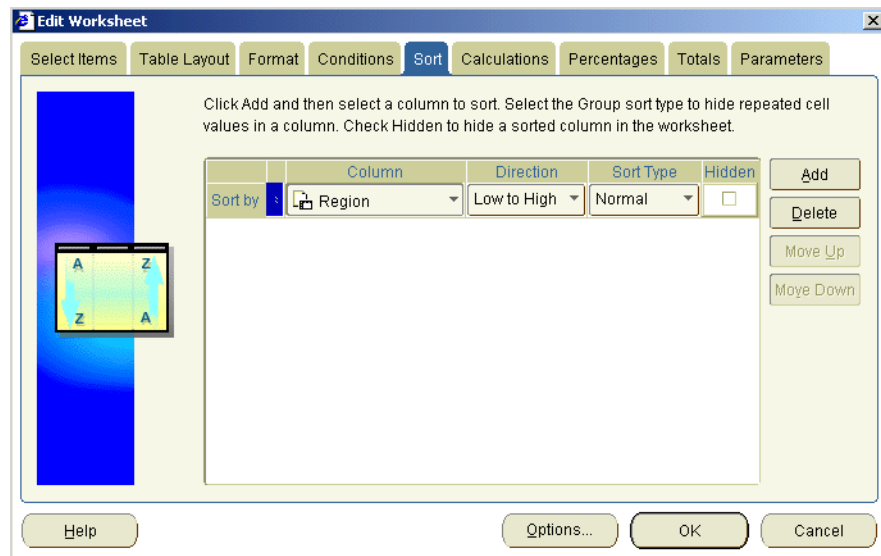 Edit Worksheet
Select Items Table Layout Format Conditions Sort Calculations Percentages Totals Parameters
Click Add and then select a column to sort. Select the Group sort type to hide repeated cell
values in a column. Check Hidden to hide a sorted column in the worksheet.
Column Direction Sort Type Hidden
Sort by Region Low to High Normal
Add
Delete
Move Up
Move Down
A Z
Z A
Help Options... OK Cancel